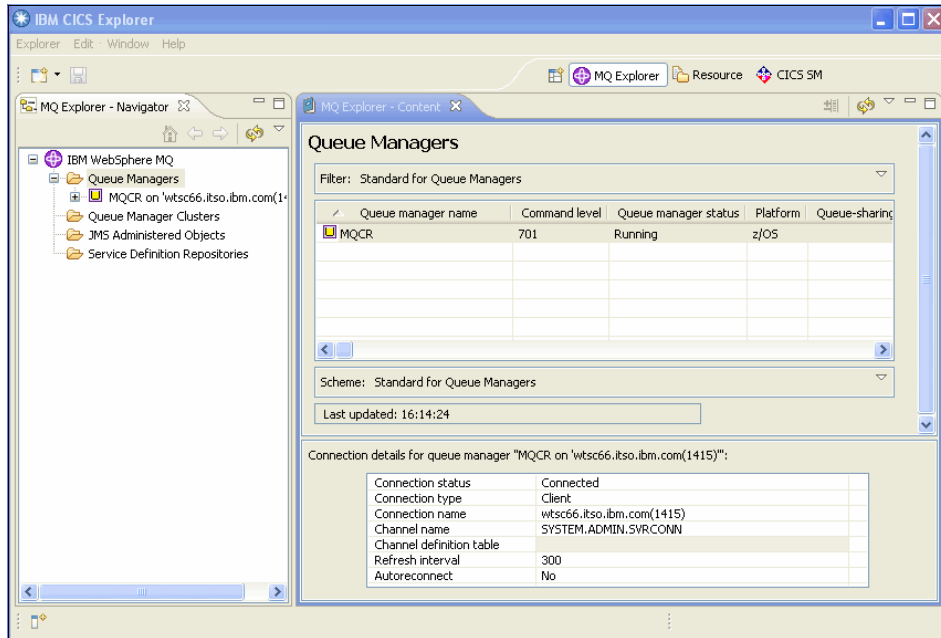 IBM CICS Explorer
Explorer Edit Window Help
MQ Explorer Resource CICS SM
MQ Explorer - Navigator
IBM WebSphere MQ
Queue Managers
MQCR on 'wtsc66.itso.ibm.com(14
Queue Manager Clusters
JMS Administered Objects
Service Definition Repositories
MQ Explorer - Content
Queue Managers
Filter: Standard for Queue Managers
Queue manager name Command level Queue manager status Platform Queue-sharing
MQCR 701 Running z/OS
Scheme: Standard for Queue Managers
Last updated: 16:14:24
Connection details for queue manager "MQCR on 'wtsc66.itso.ibm.com(1415)'":
Connection status Connected
Connection type Client
Connection name wtsc66.itso.ibm.com(1415)
Channel name SYSTEM.ADMIN.SVRCONN
Channel definition table
Refresh interval 300
Autoreconnect No